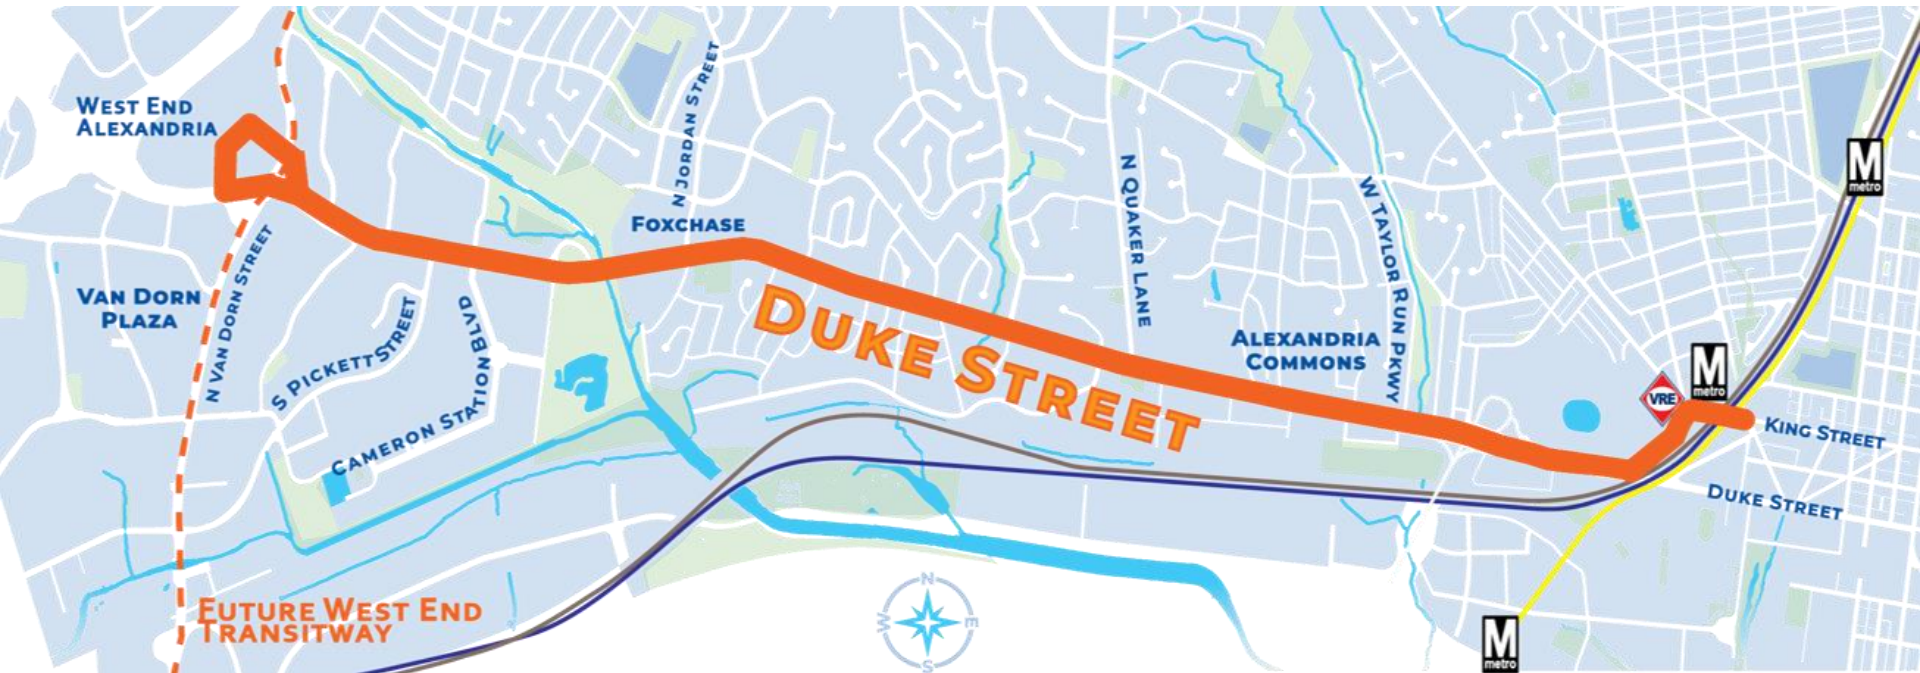 WEST END
ALEXANDRIA
N JORDAN STREET
FOXCHASE
N QUAKER LANE
W TAYLOR RUN PKWY
M
metro
VAN DORN
PLAZA
N VAN DORN STREET
S PICKETT STREET
CAMERON STATION BLVD
DUKE STREET
ALEXANDRIA
COMMONS
VRE
M
metro
KING STREET
DUKE STREET
FUTURE WEST END
TRANSITWAY
N
W
E
S
M
metro